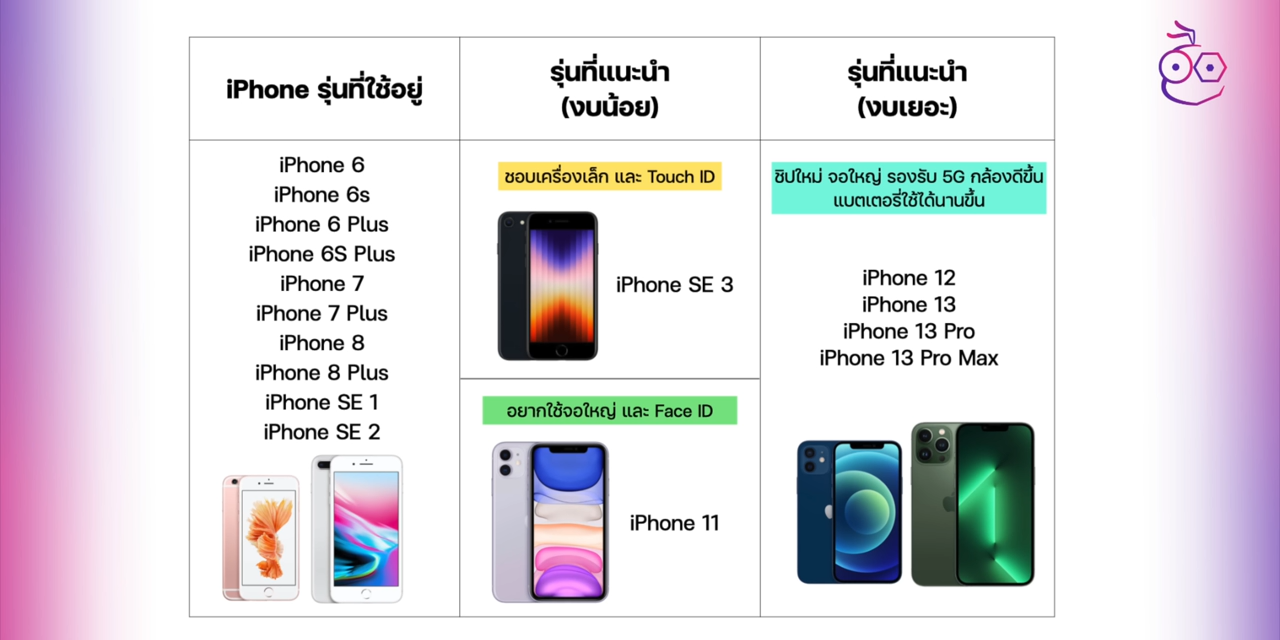 iPhone รุ่นที่ใช้อยู่
รุ่นที่แนะนำ
(งบน้อย)
รุ่นที่แนะนำ
(งบเยอะ)
iPhone 6
iPhone 6s
iPhone 6 Plus
iPhone 6S Plus
iPhone 7
iPhone 7 Plus
iPhone 8
iPhone 8 Plus
iPhone SE 1
iPhone SE 2
ชอบเครื่องเล็ก และ Touch ID
iPhone SE 3
อยากใช้จอใหญ่ และ Face ID
iPhone 11
ชิปใหม่ จอใหญ่ รองรับ 5G กล้องดีขึ้น
แบตเตอรี่ใช้ได้นานขึ้น
iPhone 12
iPhone 13
iPhone 13 Pro
iPhone 13 Pro Max